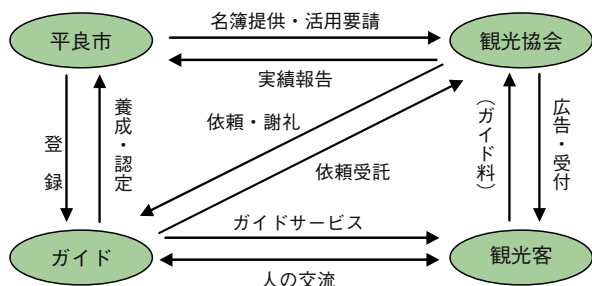 名簿提供・活用要請
平良市
観光協会
実績報告
登録
養成・認定
依頼・謝礼
依頼受託
(ガイド料)
広告・受付
ガイドサービス
ガイド
観光客
人の交流